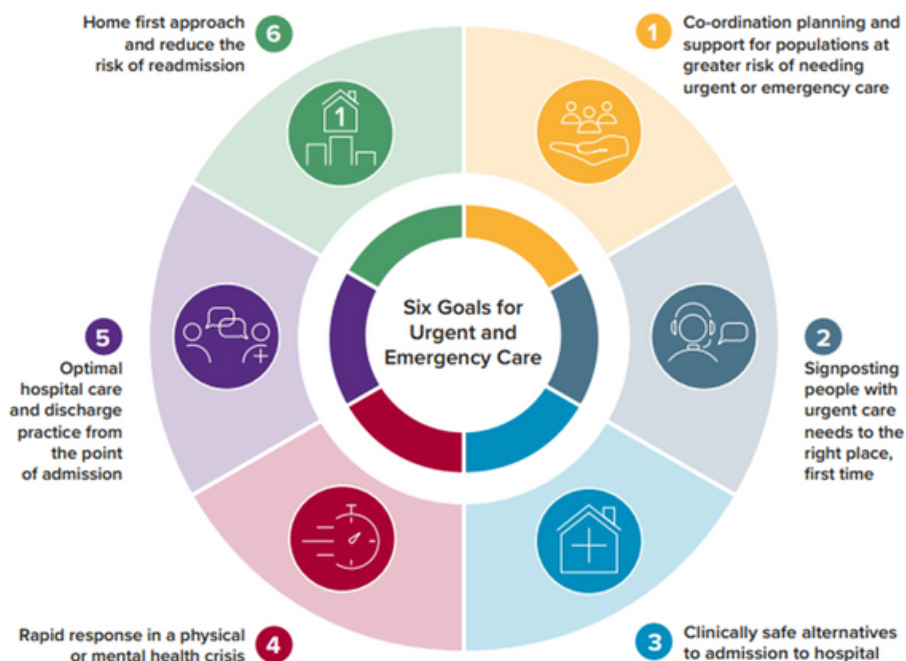 Six Goals for
Urgent and
Emergency Care
1
Co-ordination planning and
support for populations at
greater risk of needing
urgent or emergency care
2
Signposting
people with
urgent care
needs to the
right place,
first time
3
Clinically safe alternatives
to admission to hospital
4
Rapid response in a physical
or mental health crisis
5
Optimal
hospital care
and discharge
practice from
the point
of admission
6
Home first approach
and reduce the
risk of readmission
1